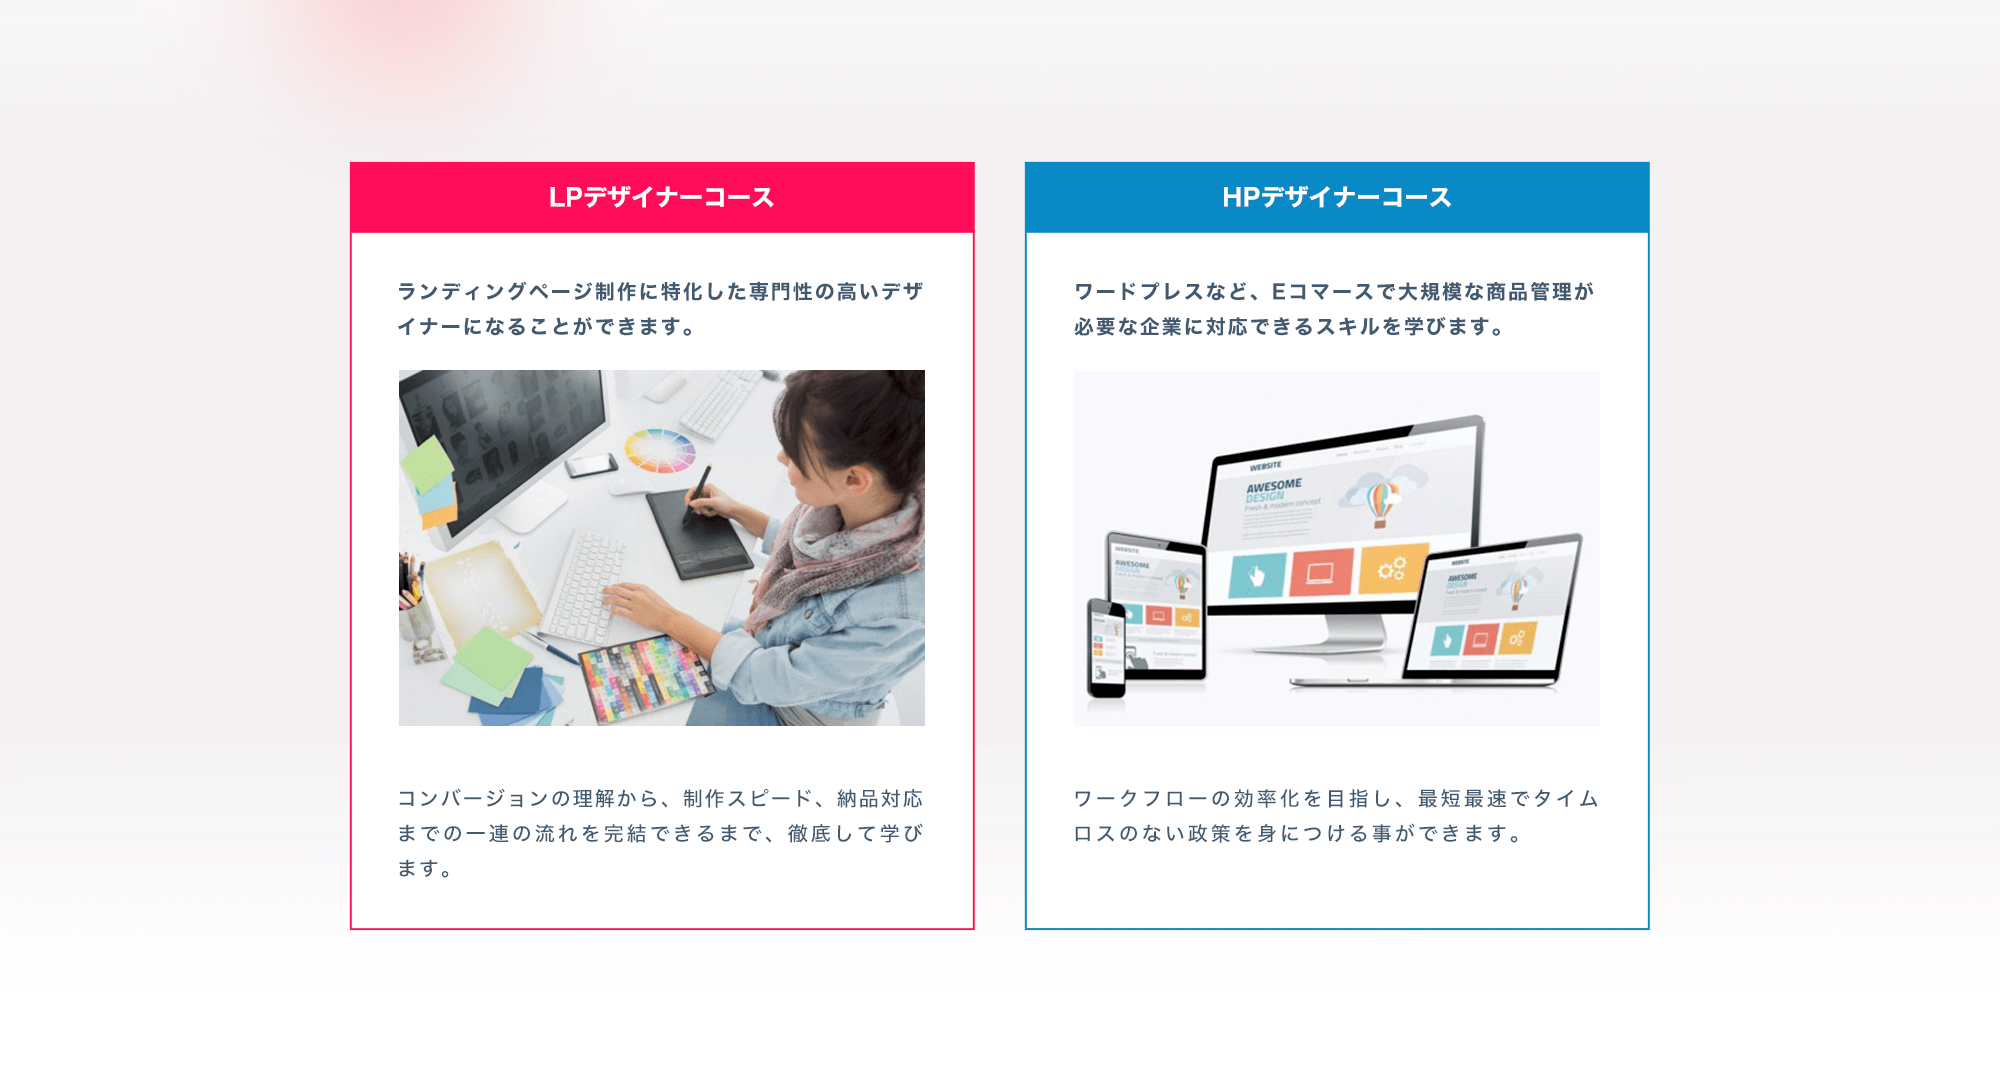 LPデザイナーコース
ランディングページ制作に特化した専門性の高いデザ
イナーになることができます。
コンバージョンの理解から、制作スピード、納品対応
までの一連の流れを完結できるまで、徹底して学び
ます。
HPデザイナーコース
ワードプレスなど、Eコマースで大規模な商品管理が
必要な企業に対応できるスキルを学びます。
WEBSITE
AWESOME
DESIGN
Fresh & modern concept
WEBSITE
AWESOME
DESIGN
WEBSITE
AWESOME
DESIGN
ワークフローの効率化を目指し、最短最速でタイム
ロスのない政策を身につける事ができます。